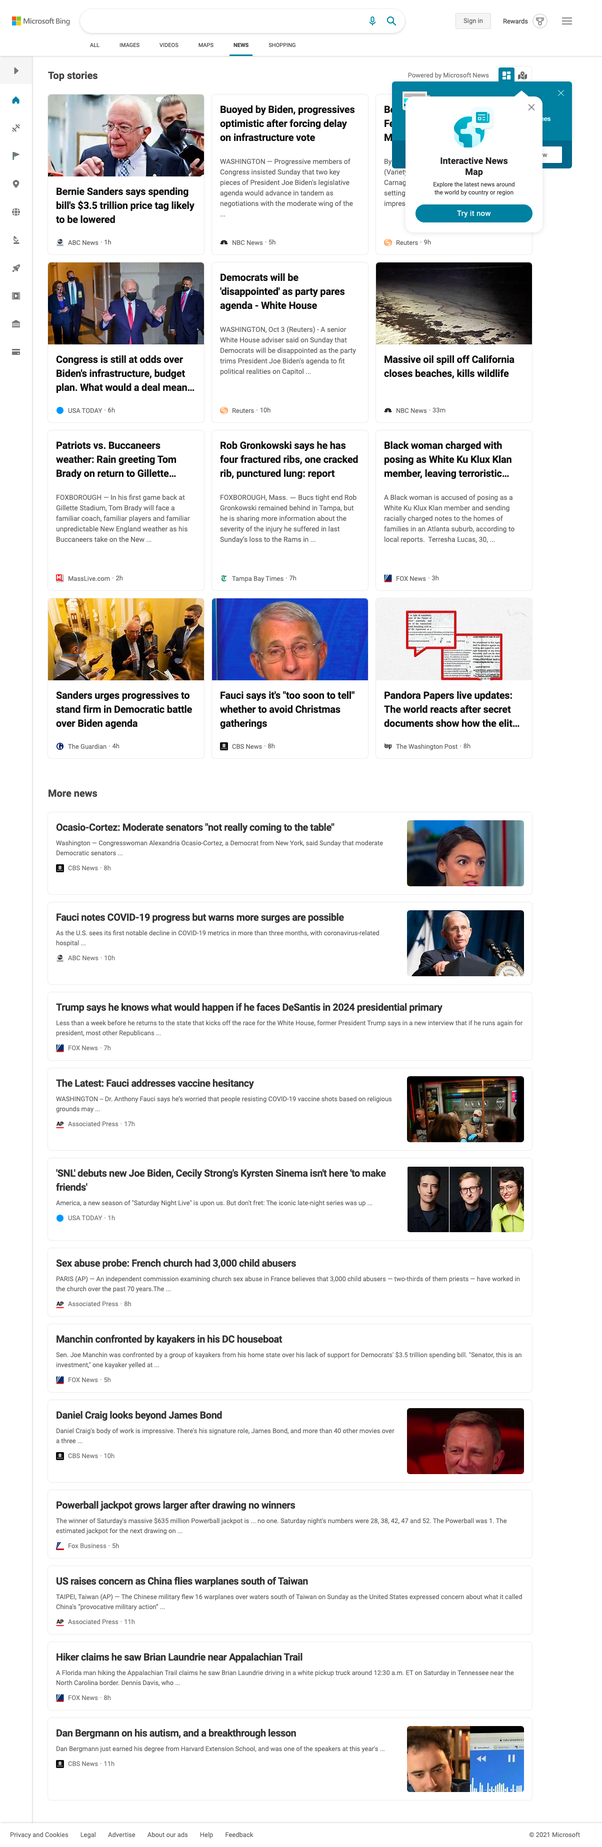 Microsoft Bing
Sign in
Rewards
ALL IMAGES VIDEOS MAPS NEWS SHOPPING
Top stories
Powered by Microsoft News
Interactive News
Map
Explore the latest news around
the world by country or region
Try it now
Bernie Sanders says spending
bill's $3.5 trillion price tag likely
to be lowered
ABC News · 1h
Buoyed by Biden, progressives
optimistic after forcing delay
on infrastructure vote
WASHINGTON — Progressive members of
Congress insisted Sunday that two key
pieces of President Joe Biden's legislative
agenda would advance in tandem as
negotiations with the moderate wing of the
...
NBC News · 5h
Reuters · 9h
Congress is still at odds over
Biden's infrastructure, budget
plan. What would a deal mean...
USA TODAY · 6h
Democrats will be
'disappointed' as party pares
agenda - White House
WASHINGTON, Oct 3 (Reuters) - A senior
White House adviser said on Sunday that
Democrats will be disappointed as the party
trims President Joe Biden's agenda to fit
political realities on Capitol ...
Reuters · 10h
Massive oil spill off California
closes beaches, kills wildlife
NBC News · 33m
Patriots vs. Buccaneers
weather: Rain greeting Tom
Brady on return to Gillette...
FOXBOROUGH — In his first game back at
Gillette Stadium, Tom Brady will face a
familiar coach, familiar players and familiar
unpredictable New England weather as his
Buccaneers take on the New ...
MassLive.com · 2h
Rob Gronkowski says he has
four fractured ribs, one cracked
rib, punctured lung: report
FOXBOROUGH, Mass. — Bucs tight end Rob
Gronkowski remained behind in Tampa, but
he is sharing more information about the
severity of the injury he suffered in last
Sunday's loss to the Rams in ...
Tampa Bay Times · 7h
Black woman charged with
posing as White Ku Klux Klan
member, leaving terroristic...
A Black woman is accused of posing as a
White Ku Klux Klan member and sending
racially charged notes to the homes of
families in an Atlanta suburb, according to
local reports. Terresha Lucas, 30, ...
FOX News · 3h
Sanders urges progressives to
stand firm in Democratic battle
over Biden agenda
The Guardian · 4h
Fauci says it's "too soon to tell"
whether to avoid Christmas
gatherings
CBS News · 8h
Pandora Papers live updates:
The world reacts after secret
documents show how the elit...
The Washington Post · 8h
More news
Ocasio-Cortez: Moderate senators "not really coming to the table"
Washington — Congresswoman Alexandria Ocasio-Cortez, a Democrat from New York, said Sunday that moderate
Democratic senators ...
CBS News · 8h
Fauci notes COVID-19 progress but warns more surges are possible
As the U.S. sees its first notable decline in COVID-19 metrics in more than three months, with coronavirus-related
hospital ...
ABC News · 10h
Trump says he knows what would happen if he faces DeSantis in 2024 presidential primary
Less than a week before he returns to the state that kicks off the race for the White House, former President Trump says in a new interview that if he runs again for
president, most other Republicans ...
FOX News · 7h
The Latest: Fauci addresses vaccine hesitancy
WASHINGTON – Dr. Anthony Fauci says he's worried that people resisting COVID-19 vaccine shots based on religious
grounds may ...
Associated Press · 17h
'SNL' debuts new Joe Biden, Cecily Strong's Kyrsten Sinema isn't here 'to make
friends'
America, a new season of "Saturday Night Live" is upon us. But don't fret: The iconic late-night series was up ...
USA TODAY · 1h
Sex abuse probe: French church had 3,000 child abusers
PARIS (AP) — An independent commission examining church sex abuse in France believes that 3,000 child abusers — two-thirds of them priests — have worked in
the church over the past 70 years.The ...
Associated Press · 8h
Manchin confronted by kayakers in his DC houseboat
Sen. Joe Manchin was confronted by a group of kayakers from his home state over his lack of support for Democrats' $3.5 trillion spending bill. "Senator, this is an
investment," one kayaker yelled at ...
FOX News · 5h
Daniel Craig looks beyond James Bond
Daniel Craig's body of work is impressive. There's his signature role, James Bond, and more than 40 other movies over
a three ...
CBS News · 10h
Powerball jackpot grows larger after drawing no winners
The winner of Saturday's massive $635 million Powerball jackpot is ... no one. Saturday night's numbers were 28, 38, 42, 47 and 52. The Powerball was 1. The
estimated jackpot for the next drawing on ...
Fox Business · 5h
US raises concern as China flies warplanes south of Taiwan
TAIPEI, Taiwan (AP) — The Chinese military flew 16 warplanes over waters south of Taiwan on Sunday as the United States expressed concern about what it called
China's "provocative military action" ...
Associated Press · 11h
Hiker claims he saw Brian Laundrie near Appalachian Trail
A Florida man hiking the Appalachian Trail claims he saw Brian Laundrie driving in a white pickup truck around 12:30 a.m. ET on Saturday in Tennessee near the
North Carolina border. Dennis Davis, who ...
FOX News · 8h
Dan Bergmann on his autism, and a breakthrough lesson
Dan Bergmann just earned his degree from Harvard Extension School, and was one of the speakers at this year's ...
CBS News · 11h
Privacy and Cookies Legal Advertise About our ads Help Feedback © 2021 Microsoft